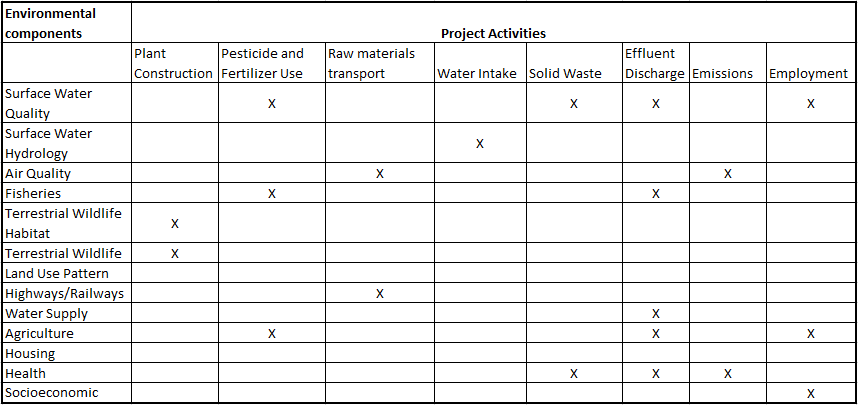 Environmental components Project Activities
Plant Construction Pesticide and Fertilizer Use Raw materials transport Water Intake Solid Waste Effluent Discharge Emissions Employment
Surface Water Quality X X X X
Surface Water Hydrology X
Air Quality X X
Fisheries X X
Terrestrial Wildlife Habitat X
Terrestrial Wildlife X
Land Use Pattern
Highways/Railways X
Water Supply X
Agriculture X X X
Housing
Health X X X
Socioeconomic X